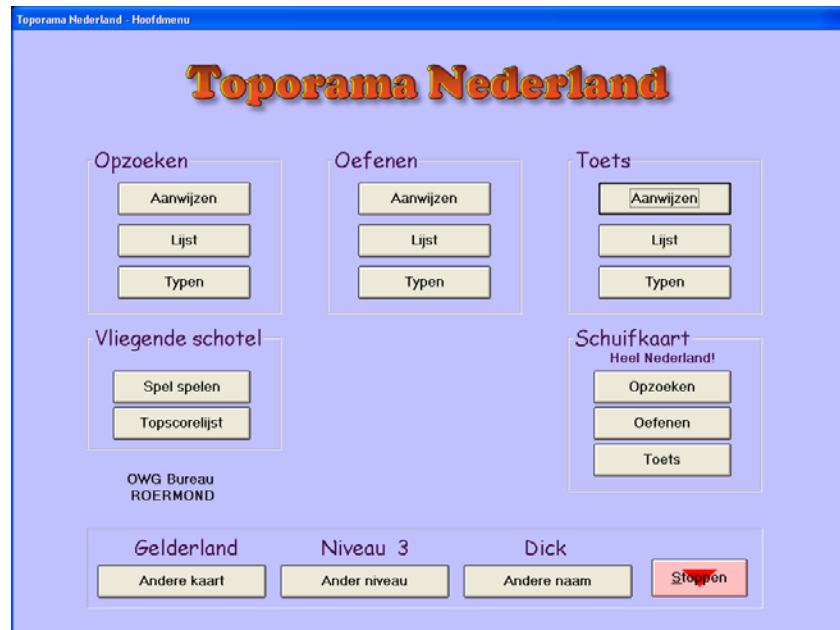 Toporama Nederland - Hoofdmenu
Toporama Nederland
Opzoeken
Aanwijzen
Lijst
Typen
Oefenen
Aanwijzen
Lijst
Typen
Toets
Aanwijzen
Lijst
Typen
Vliegende schotel
Spel spelen
Topscorelijst
Schuifkaart
Heel Nederland!
Opzoeken
Oefenen
Toets
OWG Bureau
ROERMOND
Gelderland
Andere kaart
Niveau 3
Ander niveau
Dick
Andere naam
Stoppen